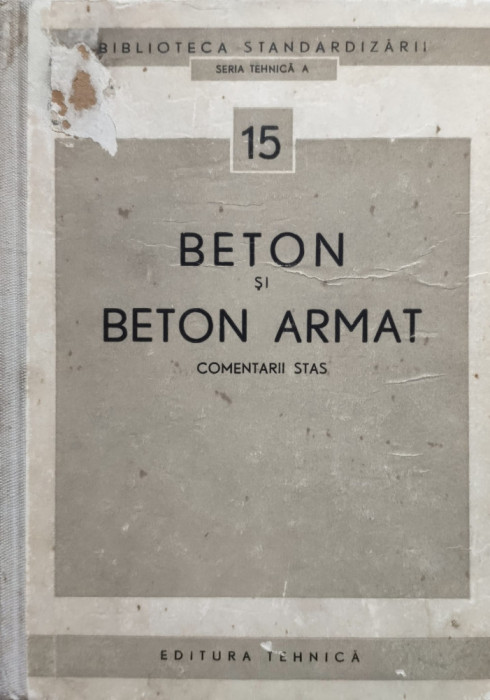 BIBLIOTECA STANDARDIZĂRII
SERIA TEHNICĂ A
15
BETON
ȘI
BETON ARMAT
COMENTARII STAS
EDITURA TEHNICĂ